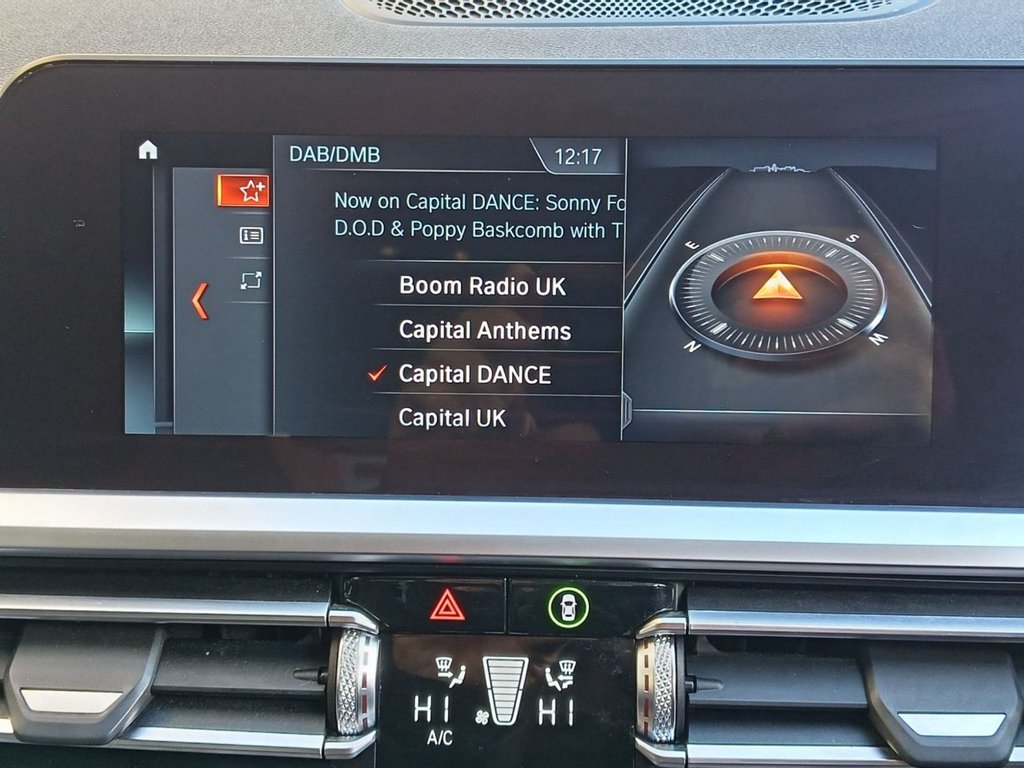 DAB/DMB
12:17
Now on Capital DANCE: Sonny Fo
D.O.D & Poppy Baskcomb with T
Boom Radio UK
Capital Anthems
Capital DANCE
Capital UK
E
S
N
W
HI
HI
A/C